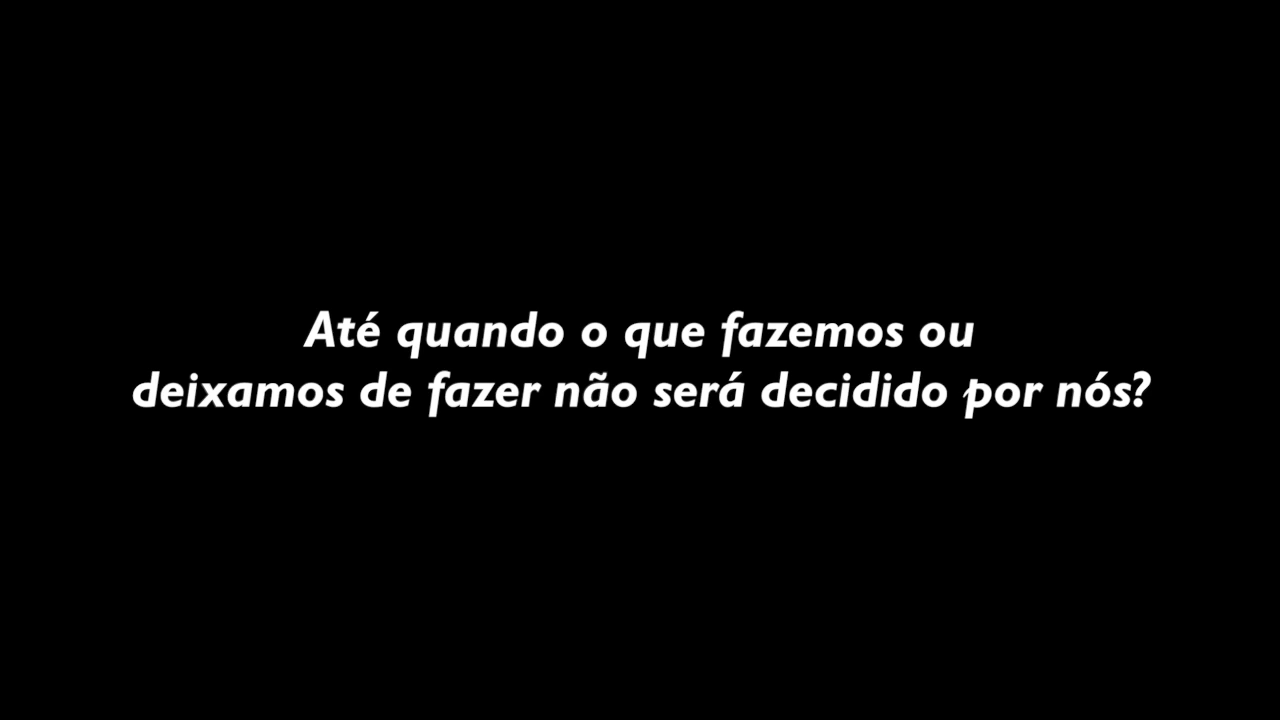 Até quando o que fazemos ou
deixamos de fazer não será decidido por nós?